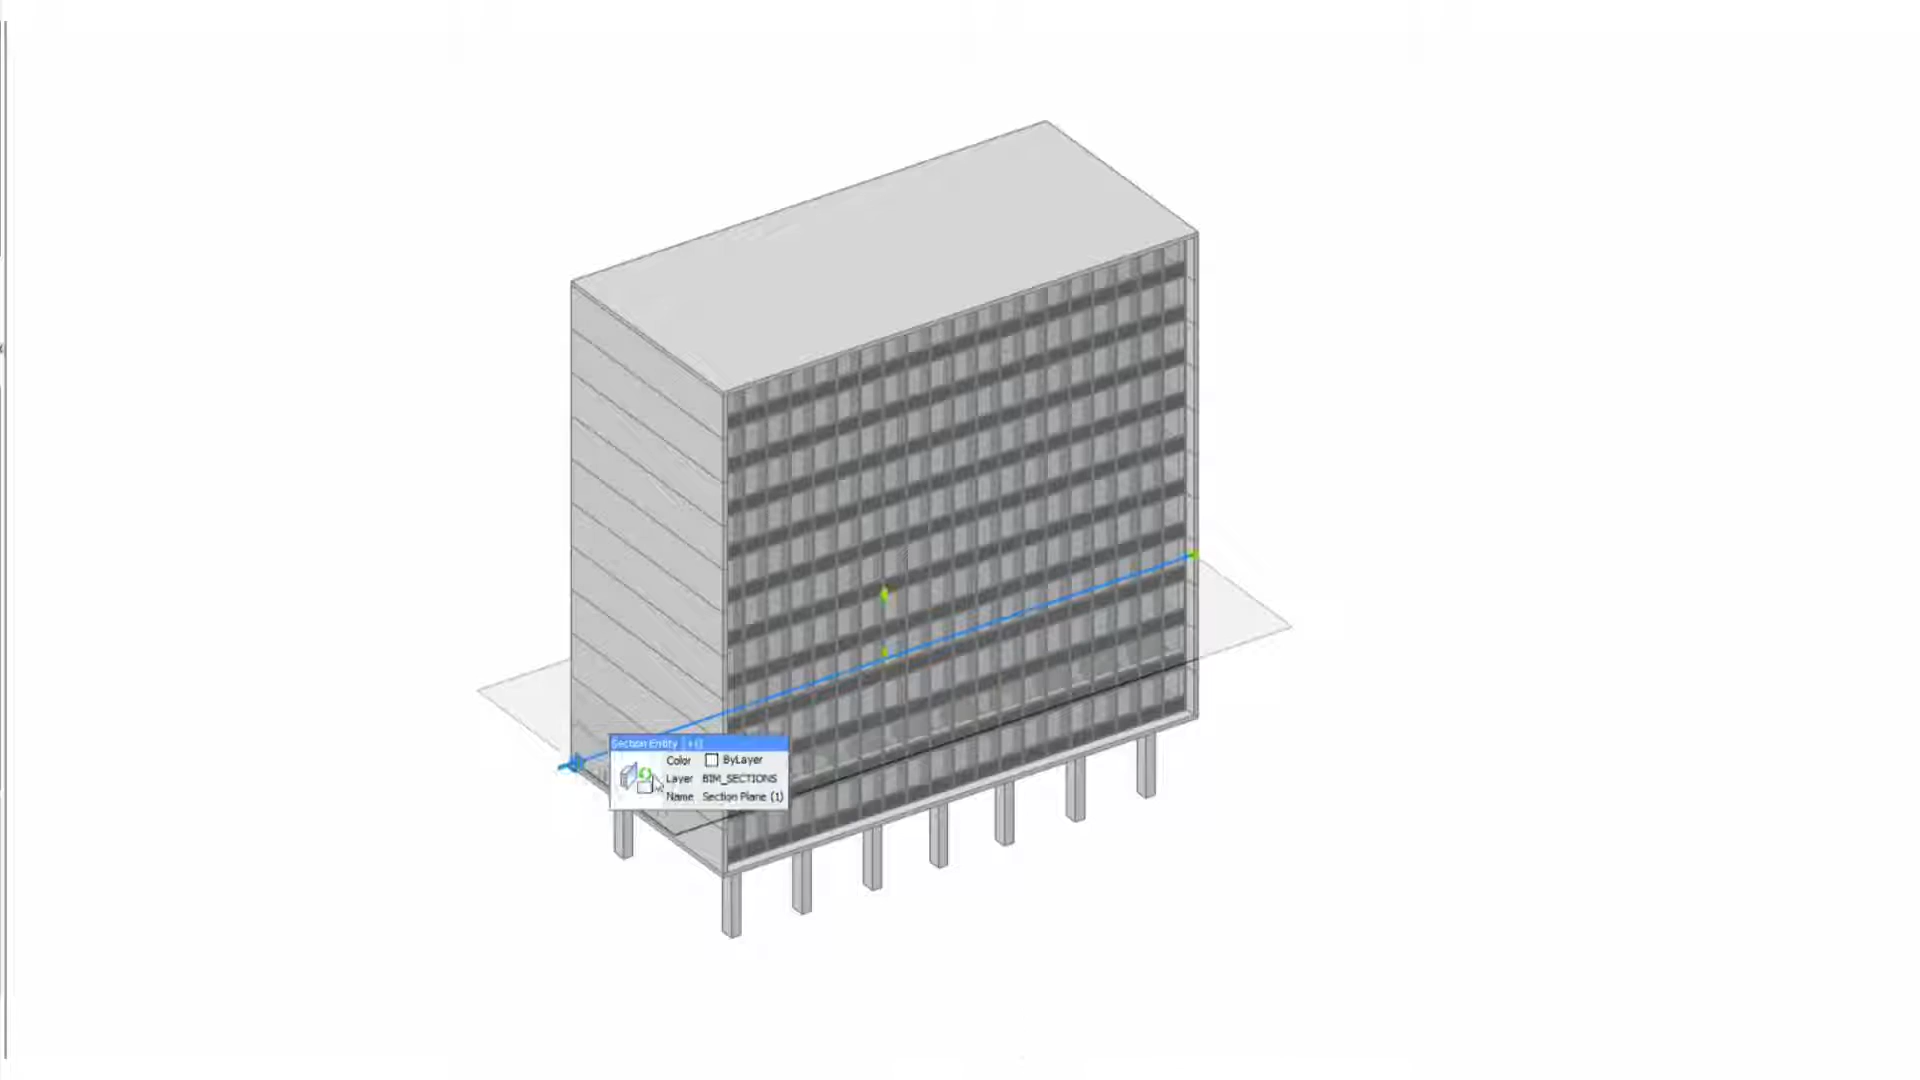 Section Entity
Color ByLayer
Layer BIM_SECTIONS
Name Section Plane (1)